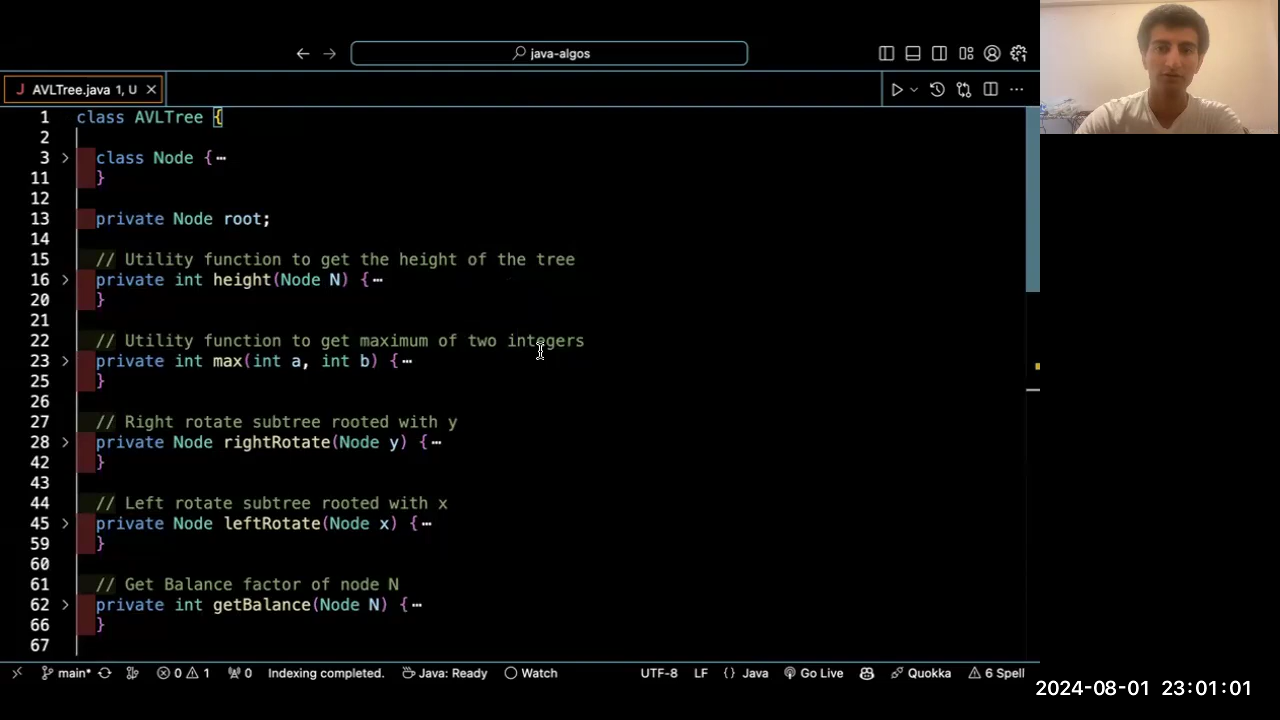 java-algos
AVLTree.java 1, U
1 class AVLTree {
2
3 class Node {
11 }
12
13 private Node root;
14
15 // Utility function to get the height of the tree
16 private int height(Node N) {
20 }
21
22 // Utility function to get maximum of two integers
23 private int max(int a, int b) {
25 }
26
27 // Right rotate subtree rooted with y
28 private Node rightRotate(Node y) {
42 }
43
44 // Left rotate subtree rooted with x
45 private Node leftRotate(Node x) {
59 }
60
61 // Get Balance factor of node N
62 private int getBalance(Node N) {
66 }
67
main* 0 1 0 Indexing completed. Java: Ready Watch UTF-8 LF {} Java Go Live Quokka 6 Spell
2024-08-01 23:01:01